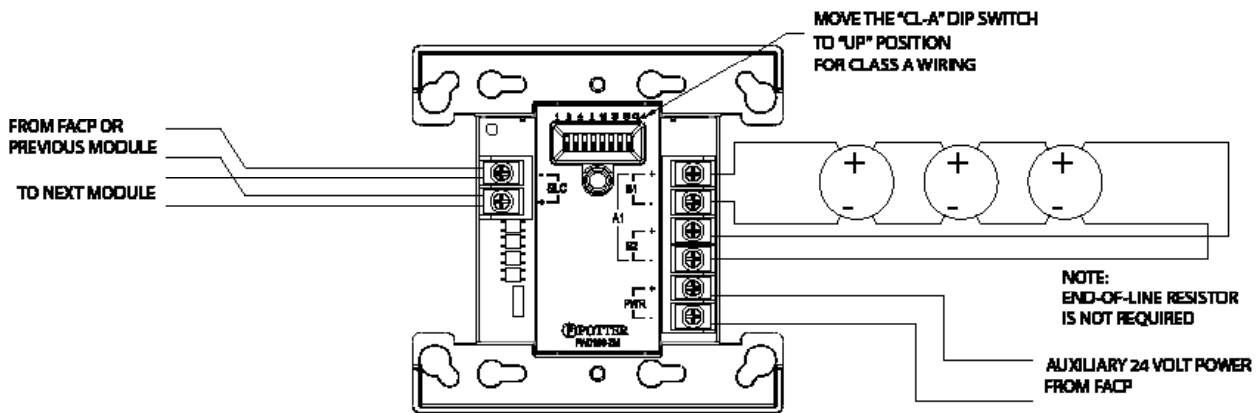 MOVE THE "CL-A" DIP SWITCH
TO "UP" POSITION
FOR CLASS A WIRING
FROM FACP OR
PREVIOUS MODULE
TO NEXT MODULE
- SLC
+
B1
+
-
A1
B2
+
-
PWR
+
-
POTTER
+
-
+
-
+
-
NOTE:
END-OF-LINE RESISTOR
IS NOT REQUIRED
AUXILIARY 24 VOLT POWER
FROM FACP